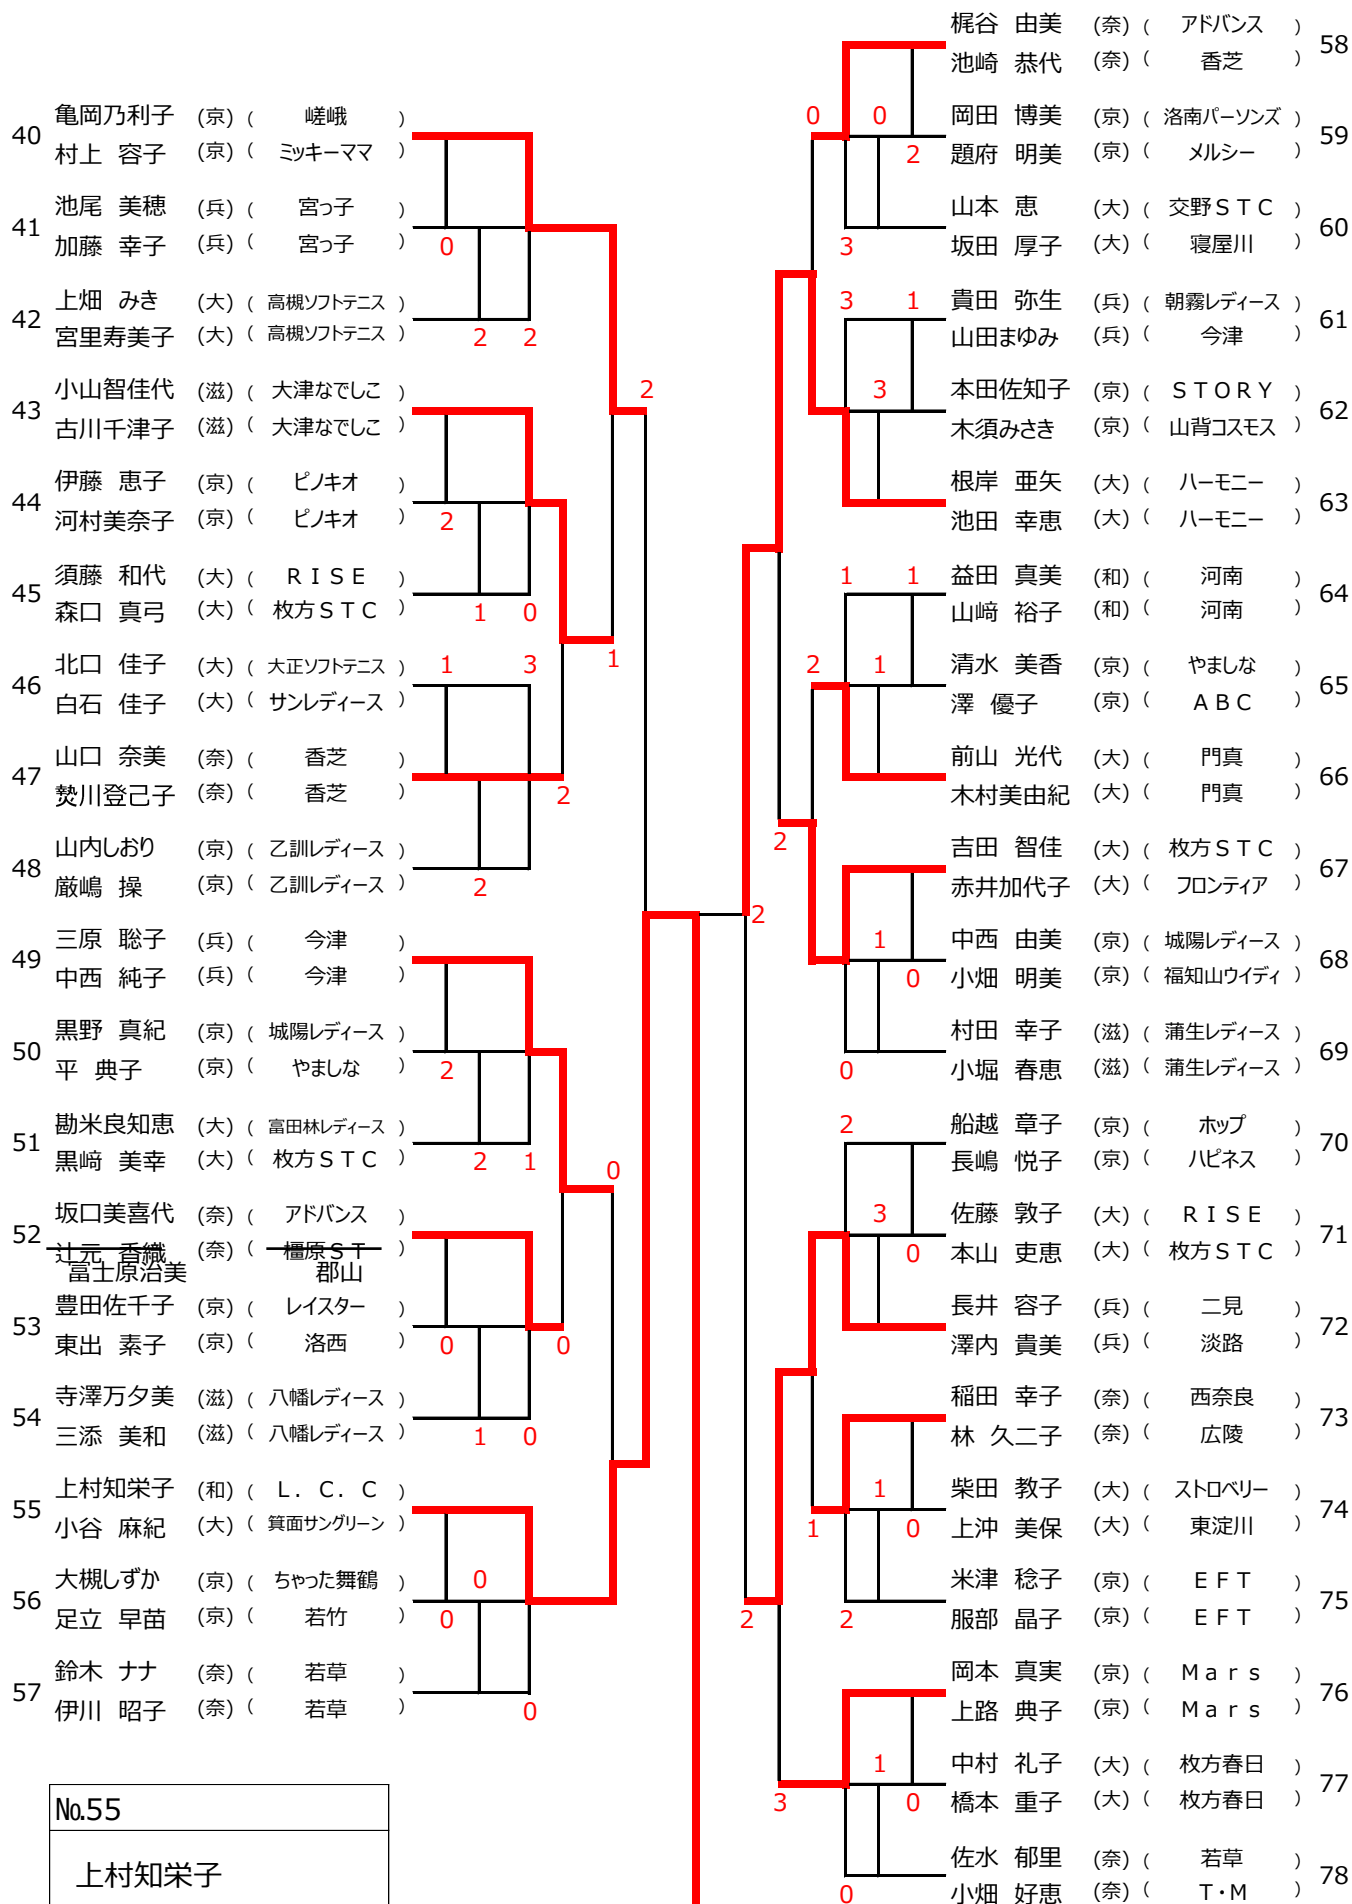 40 亀岡乃利子 (京) ( 嵯峨 )
村上 容子 (京) ( ミッキーママ )
41 池尾 美穂 (兵) ( 宮っ子 )
加藤 幸子 (兵) ( 宮っ子 )
0
42 上畑 みき (大) ( 高槻ソフトテニス )
宮里寿美子 (大) ( 高槻ソフトテニス )
2 2
43 小山智佳代 (滋) ( 大津なでしこ )
古川千津子 (滋) ( 大津なでしこ )
2
44 伊藤 恵子 (京) ( ピノキオ )
河村美奈子 (京) ( ピノキオ )
2
45 須藤 和代 (大) ( ＲＩＳＥ )
森口 真弓 (大) ( 枚方ＳＴＣ )
1 0
1
46 北口 佳子 (大) ( 大正ソフトテニス )
白石 佳子 (大) ( サンレディース )
1 3
47 山口 奈美 (奈) ( 香芝 )
㷀川登己子 (奈) ( 香芝 )
2
48 山内しおり (京) ( 乙訓レディース )
厳嶋 操 (京) ( 乙訓レディース )
2
49 三原 聡子 (兵) ( 今津 )
中西 純子 (兵) ( 今津 )
50 黒野 真紀 (京) ( 城陽レディース )
平 典子 (京) ( やましな )
2
51 勘米良知恵 (大) ( 富田林レディース )
黒﨑 美幸 (大) ( 枚方ＳＴＣ )
2 1
0
52 坂口美喜代 (奈) ( アドバンス )
辻元 香織 (奈) ( 橿原ＳＴ )
富士原治美 郡山
53 豊田佐千子 (京) ( レイスター )
東出 素子 (京) ( 洛西 )
0 0
54 寺澤万夕美 (滋) ( 八幡レディース )
三添 美和 (滋) ( 八幡レディース )
1 0
55 上村知栄子 (和) ( Ｌ．Ｃ．Ｃ )
小谷 麻紀 (大) ( 箕面サングリーン )
56 大槻しずか (京) ( ちゃった舞鶴 )
足立 早苗 (京) ( 若竹 )
0
0
57 鈴木 ナナ (奈) ( 若草 )
伊川 昭子 (奈) ( 若草 )
0
№55
上村知栄子
2
梶谷 由美 (奈) ( アドバンス ) 58
池崎 恭代 (奈) ( 香芝 )
0 0
岡田 博美 (京) ( 洛南パーソンズ ) 59
題府 明美 (京) ( メルシー )
2
山本 恵 (大) ( 交野ＳＴＣ ) 60
坂田 厚子 (大) ( 寝屋川 )
3
3 1
貴田 弥生 (兵) ( 朝霧レディース ) 61
山田まゆみ (兵) ( 今津 )
3
本田佐知子 (京) ( ＳＴＯＲＹ ) 62
木須みさき (京) ( 山背コスモス )
根岸 亜矢 (大) ( ハーモニー ) 63
池田 幸恵 (大) ( ハーモニー )
1 1
益田 真美 (和) ( 河南 ) 64
山﨑 裕子 (和) ( 河南 )
2 1
清水 美香 (京) ( やましな ) 65
澤 優子 (京) ( ＡＢＣ )
前山 光代 (大) ( 門真 ) 66
木村美由紀 (大) ( 門真 )
2
吉田 智佳 (大) ( 枚方ＳＴＣ ) 67
赤井加代子 (大) ( フロンティア )
1
中西 由美 (京) ( 城陽レディース ) 68
小畑 明美 (京) ( 福知山ウイディ )
0
村田 幸子 (滋) ( 蒲生レディース ) 69
小堀 春恵 (滋) ( 蒲生レディース )
0
2
船越 章子 (京) ( ホップ ) 70
長嶋 悦子 (京) ( ハピネス )
3
佐藤 敦子 (大) ( ＲＩＳＥ ) 71
本山 吏恵 (大) ( 枚方ＳＴＣ )
0
長井 容子 (兵) ( 二見 ) 72
澤内 貴美 (兵) ( 淡路 )
稲田 幸子 (奈) ( 西奈良 ) 73
林 久二子 (奈) ( 広陵 )
1
柴田 教子 (大) ( ストロベリー ) 74
上沖 美保 (大) ( 東淀川 )
1 0
米津 稔子 (京) ( ＥＦＴ ) 75
服部 晶子 (京) ( ＥＦＴ )
2 2
岡本 真実 (京) ( Ｍａｒｓ ) 76
上路 典子 (京) ( Ｍａｒｓ )
1
中村 礼子 (大) ( 枚方春日 ) 77
橋本 重子 (大) ( 枚方春日 )
3 0
佐水 郁里 (奈) ( 若草 ) 78
小畑 好恵 (奈) ( Ｔ・Ｍ )
0